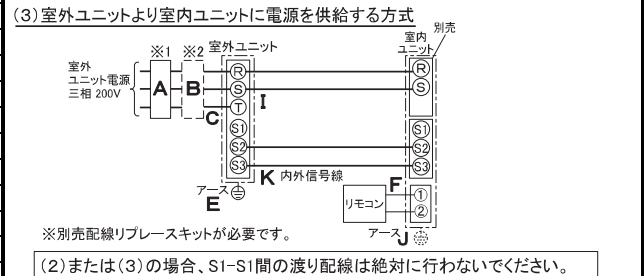 (3)室外ユニットより室内ユニットに電源を供給する方式
別売
※1 ※2 室外ユニット
室内
ユニット
室外
ユニット電源
三相 200V
A
B
C
R
S
T
S1
S2
S3
I
R
S
S1
S2
S3
K 内外信号線
アース
E
F
リモコン
1
2
アース
J
※別売配線リプレースキットが必要です。
(2)または(3)の場合、S1-S1間の渡り配線は絶対に行わないでください。